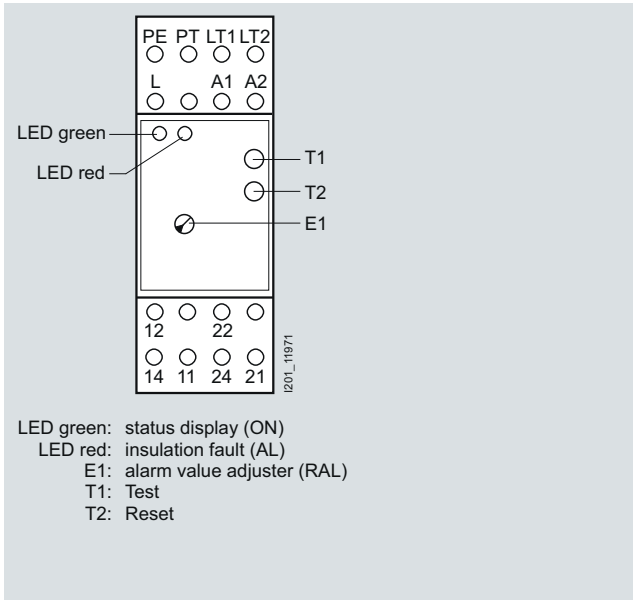 PE PT LT1 LT2
L A1 A2
LED green
LED red
T1
T2
E1
12 22
14 11 24 21
I201_11971
LED green: status display (ON)
LED red: insulation fault (AL)
E1: alarm value adjuster (RAL)
T1: Test
T2: Reset